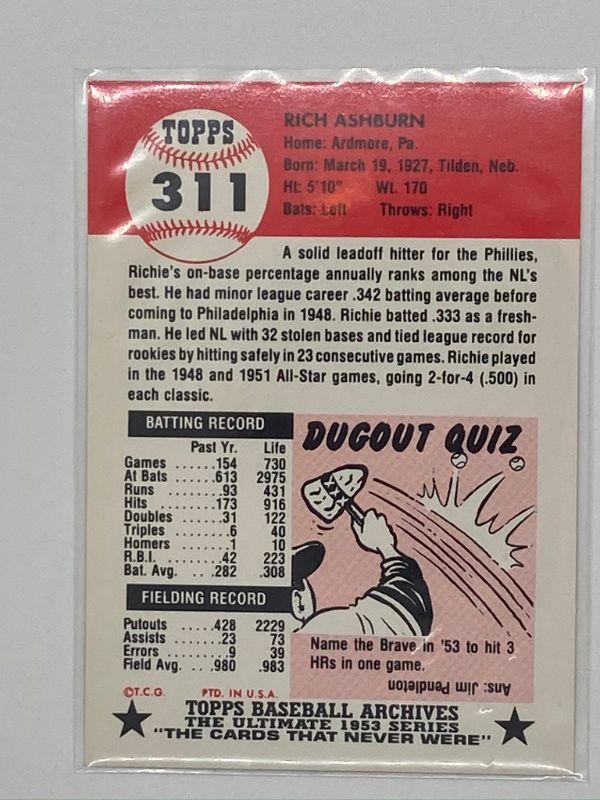 TOPPS
311
RICH ASHBURN
Home: Ardmore, Pa.
Born: March 19, 1927, Tilden, Neb.
Ht: 5'10" Wt. 170
Bats: Left Throws: Right
A solid leadoff hitter for the Phillies,
Richie's on-base percentage annually ranks among the NL's
best. He had minor league career .342 batting average before
coming to Philadelphia in 1948. Richie batted .333 as a fresh-
man. He led NL with 32 stolen bases and tied league record for
rookies by hitting safely in 23 consecutive games. Richie played
in the 1948 and 1951 All-Star games, going 2-for-4 (.500) in
each classic.
BATTING RECORD
Past Yr. Life
Games ......154 730
At Bats ......613 2975
Runs ......93 431
Hits ......173 916
Doubles ......31 122
Triples ......6 40
Homers ......1 10
R.B.I. ......42 223
Bat. Avg. ... .282 .308
FIELDING RECORD
Putouts .....428 2229
Assists ......23 73
Errors ......9 39
Field Avg. ...980 .983
DUGOUT QUIZ
Name the Brave in '53 to hit 3
HRs in one game.
Ans: Jim Pendleton
©T.C.G. PTD. IN U.S.A.
TOPPS BASEBALL ARCHIVES
THE ULTIMATE 1953 SERIES
"THE CARDS THAT NEVER WERE"